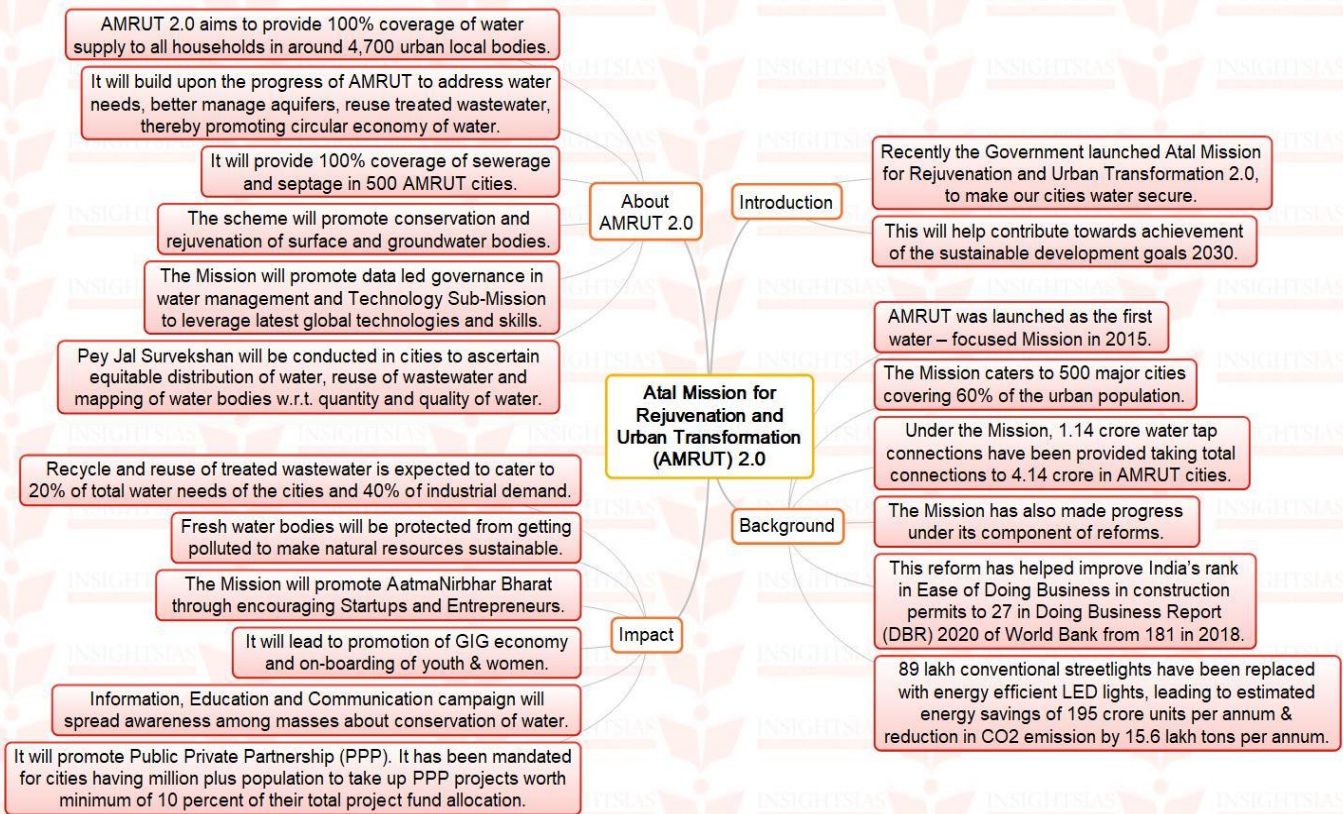 AMRUT 2.0 aims to provide 100% coverage of water
supply to all households in around 4,700 urban local bodies.
It will build upon the progress of AMRUT to address water
needs, better manage aquifers, reuse treated wastewater,
thereby promoting circular economy of water.
It will provide 100% coverage of sewerage
and septage in 500 AMRUT cities.
The scheme will promote conservation and
rejuvenation of surface and groundwater bodies.
The Mission will promote data led governance in
water management and Technology Sub-Mission
to leverage latest global technologies and skills.
Pey Jal Survekshan will be conducted in cities to ascertain
equitable distribution of water, reuse of wastewater and
mapping of water bodies w.r.t. quantity and quality of water.
About
AMRUT 2.0
Introduction
Recently the Government launched Atal Mission
for Rejuvenation and Urban Transformation 2.0,
to make our cities water secure.
This will help contribute towards achievement
of the sustainable development goals 2030.
Atal Mission for
Rejuvenation and
Urban Transformation
(AMRUT) 2.0
AMRUT was launched as the first
water – focused Mission in 2015.
The Mission caters to 500 major cities
covering 60% of the urban population.
Under the Mission, 1.14 crore water tap
connections have been provided taking total
connections to 4.14 crore in AMRUT cities.
Background
The Mission has also made progress
under its component of reforms.
This reform has helped improve India's rank
in Ease of Doing Business in construction
permits to 27 in Doing Business Report
(DBR) 2020 of World Bank from 181 in 2018.
89 lakh conventional streetlights have been replaced
with energy efficient LED lights, leading to estimated
energy savings of 195 crore units per annum &
reduction in CO2 emission by 15.6 lakh tons per annum.
Recycle and reuse of treated wastewater is expected to cater to
20% of total water needs of the cities and 40% of industrial demand.
Fresh water bodies will be protected from getting
polluted to make natural resources sustainable.
The Mission will promote AatmaNirbhar Bharat
through encouraging Startups and Entrepreneurs.
Impact
It will lead to promotion of GIG economy
and on-boarding of youth & women.
Information, Education and Communication campaign will
spread awareness among masses about conservation of water.
It will promote Public Private Partnership (PPP). It has been mandated
for cities having million plus population to take up PPP projects worth
minimum of 10 percent of their total project fund allocation.
INSIGHTSIAS